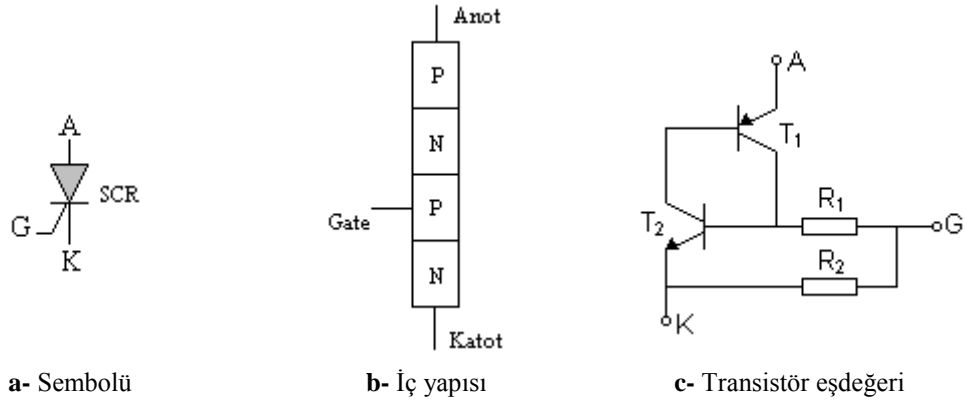 A
SCR
G
K
Anot
P
N
P
Gate
N
Katot
A
T1
T2
R1
G
R2
K
a- Sembolü
b- İç yapısı
c- Transistör eşdeğeri